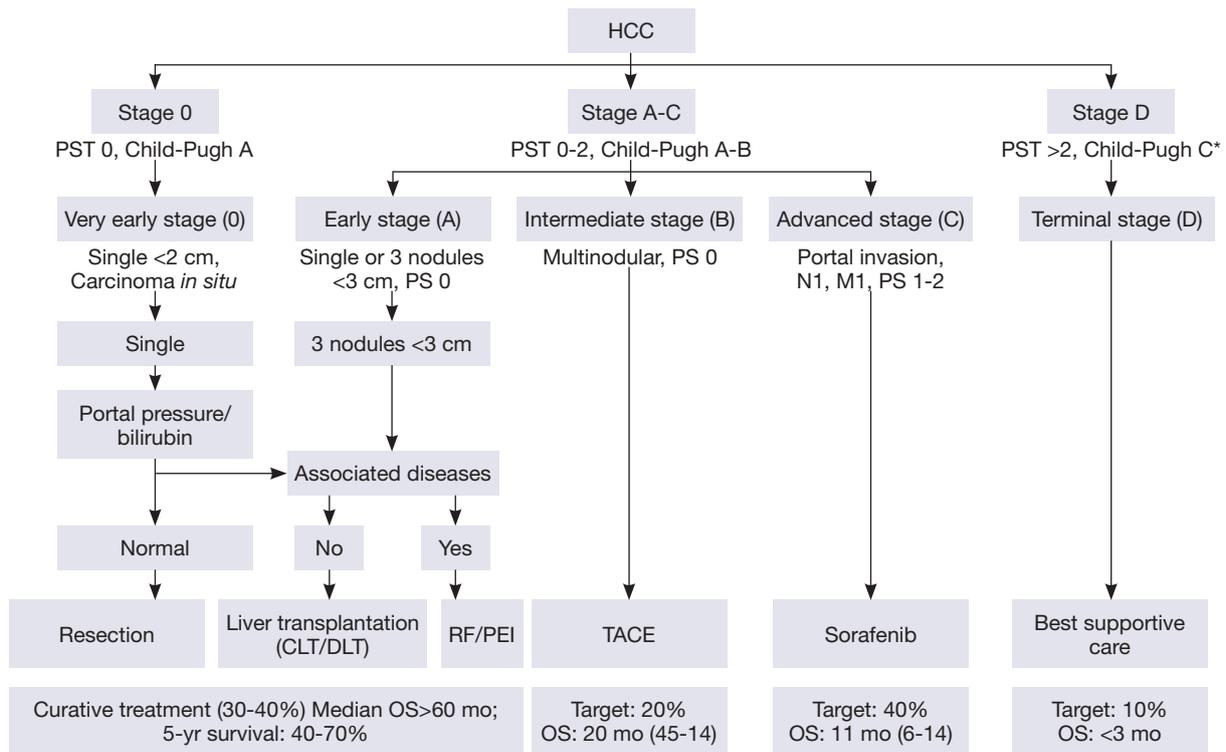 HCC
Stage 0
Stage A-C
Stage D
PST 0, Child-Pugh A
PST 0-2, Child-Pugh A-B
PST >2, Child-Pugh C*
Very early stage (0)
Early stage (A)
Intermediate stage (B)
Advanced stage (C)
Terminal stage (D)
Single <2 cm,
Carcinoma in situ
Single or 3 nodules
<3 cm, PS 0
Multinodular, PS 0
Portal invasion,
N1, M1, PS 1-2
Single
3 nodules <3 cm
Portal pressure/
bilirubin
Associated diseases
Normal
No
Yes
Resection
Liver transplantation
(CLT/DLT)
RF/PEI
TACE
Sorafenib
Best supportive
care
Curative treatment (30-40%) Median OS>60 mo;
5-yr survival: 40-70%
Target: 20%
OS: 20 mo (45-14)
Target: 40%
OS: 11 mo (6-14)
Target: 10%
OS: <3 mo